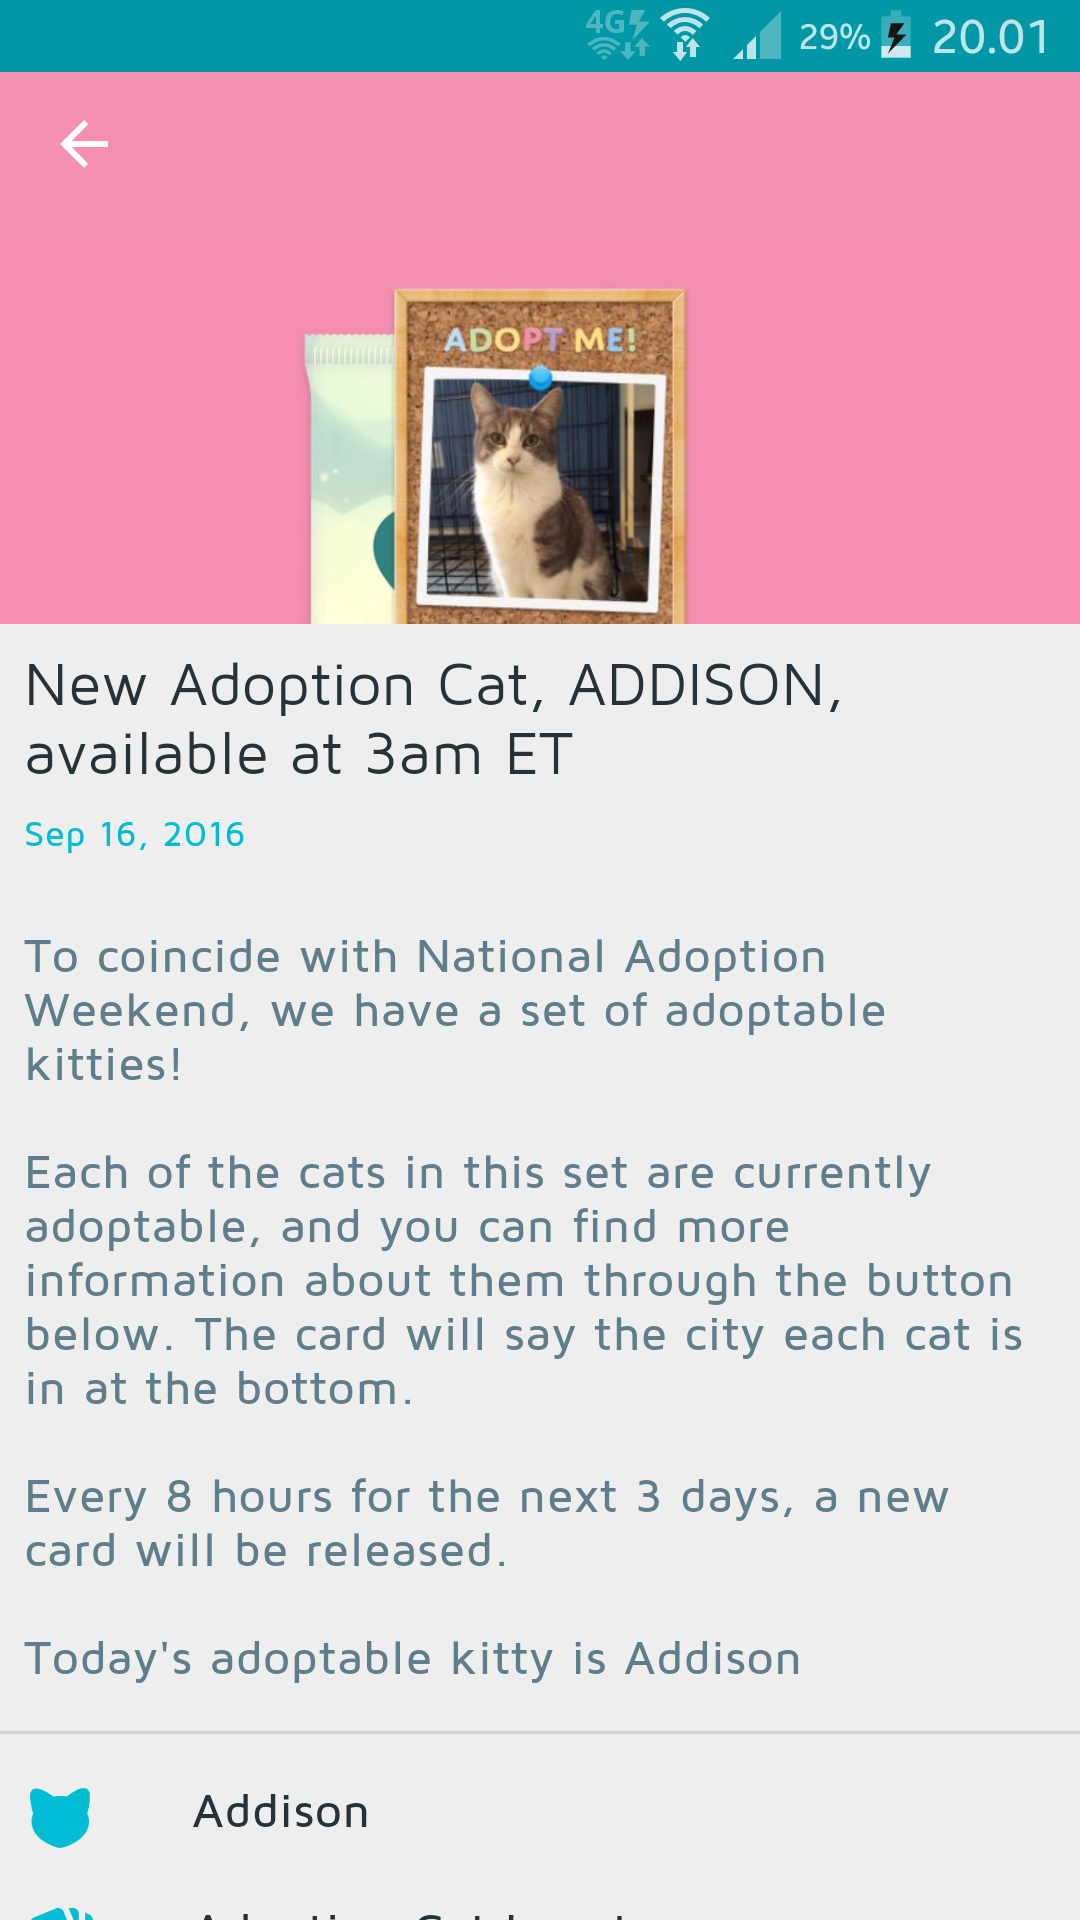 4G 29% 20.01
ADOPT ME!
New Adoption Cat, ADDISON,
available at 3am ET
Sep 16, 2016
To coincide with National Adoption
Weekend, we have a set of adoptable
kitties!
Each of the cats in this set are currently
adoptable, and you can find more
information about them through the button
below. The card will say the city each cat is
in at the bottom.
Every 8 hours for the next 3 days, a new
card will be released.
Today's adoptable kitty is Addison
Addison